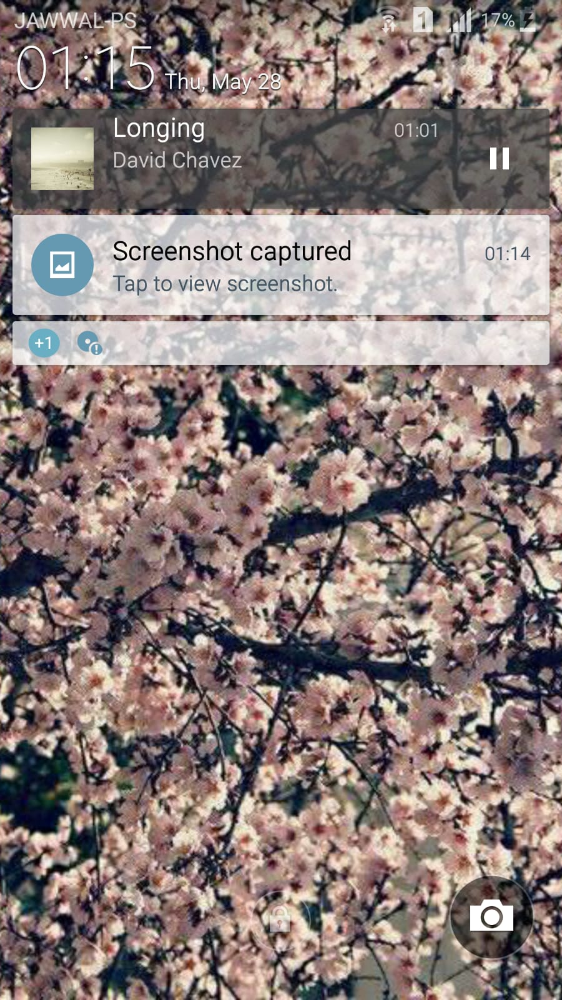 JAWWAL-PS
1
17%
01:15 Thu, May 28
Longing 01:01
David Chavez
Screenshot captured 01:14
Tap to view screenshot.
+1